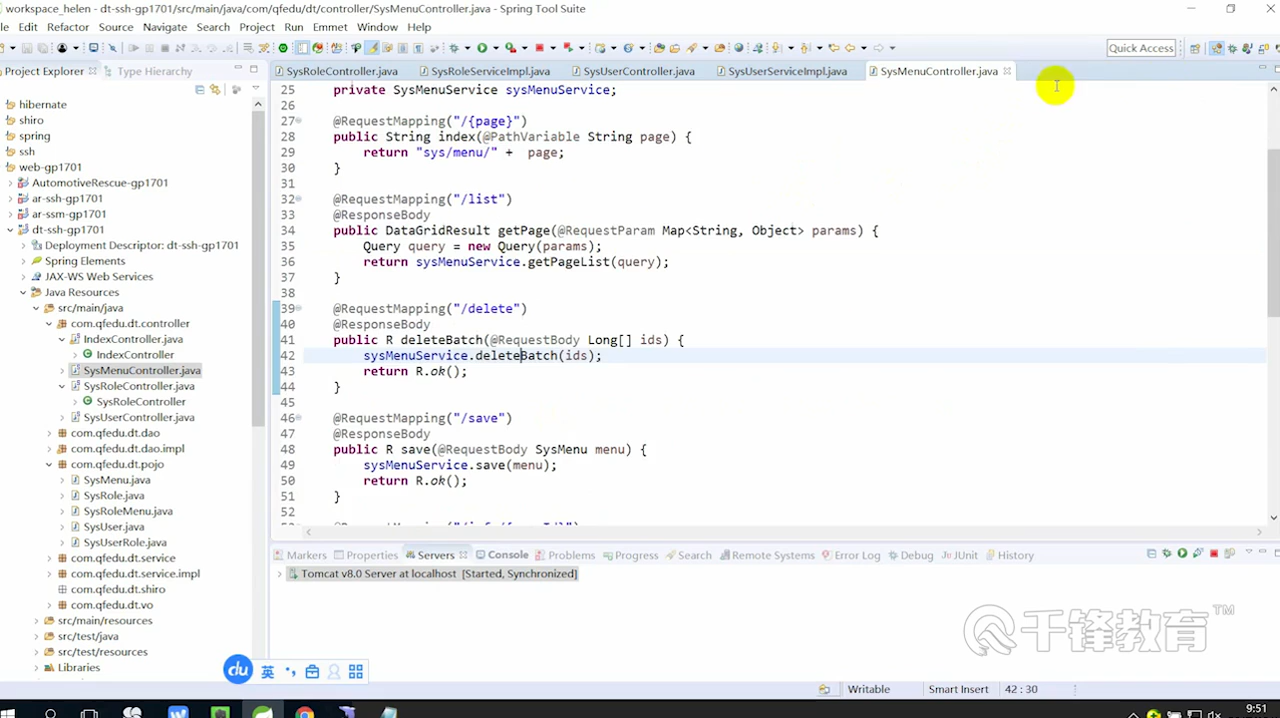 workspace_helen - dt-ssh-gp1701/src/main/java/com/qfedu/dt/controller/SysMenuController.java - Spring Tool Suite
Edit Refactor Source Navigate Search Project Run Emmet Window Help
Quick Access
Project Explorer Type Hierarchy
SysRoleController.java SysRoleServiceImpl.java SysUserController.java SysUserServiceImpl.java SysMenuController.java
hibernate
shiro
spring
ssh
web-gp1701
AutomotiveRescue-gp1701
ar-ssh-gp1701
ar-ssm-gp1701
dt-ssh-gp1701
Deployment Descriptor: dt-ssh-gp1701
Spring Elements
JAX-WS Web Services
Java Resources
src/main/java
com.qfedu.dt.controller
IndexController.java
IndexController
SysMenuController.java
SysRoleController.java
SysRoleController
SysUserController.java
com.qfedu.dt.dao
com.qfedu.dt.dao.impl
com.qfedu.dt.pojo
SysMenu.java
SysRole.java
SysRoleMenu.java
SysUser.java
SysUserRole.java
com.qfedu.dt.service
com.qfedu.dt.service.impl
com.qfedu.dt.shiro
com.qfedu.dt.vo
src/main/resources
src/test/java
src/test/resources
Libraries
25 private SysMenuService sysMenuService;
26
27 @RequestMapping("/{page}")
28 public String index(@PathVariable String page) {
29 return "sys/menu/" + page;
30 }
31
32 @RequestMapping("/list")
33 @ResponseBody
34 public DataGridResult getPage(@RequestParam Map<String, Object> params) {
35 Query query = new Query(params);
36 return sysMenuService.getPageList(query);
37 }
38
39 @RequestMapping("/delete")
40 @ResponseBody
41 public R deleteBatch(@RequestBody Long[] ids) {
42 sysMenuService.deleteBatch(ids);
43 return R.ok();
44 }
45
46 @RequestMapping("/save")
47 @ResponseBody
48 public R save(@RequestBody SysMenu menu) {
49 sysMenuService.save(menu);
50 return R.ok();
51 }
52
Markers Properties Servers Console Problems Progress Search Remote Systems Error Log Debug JUnit History
Tomcat v8.0 Server at localhost [Started, Synchronized]
千锋教育™
du 英
Writable Smart Insert 42 : 30
9:51